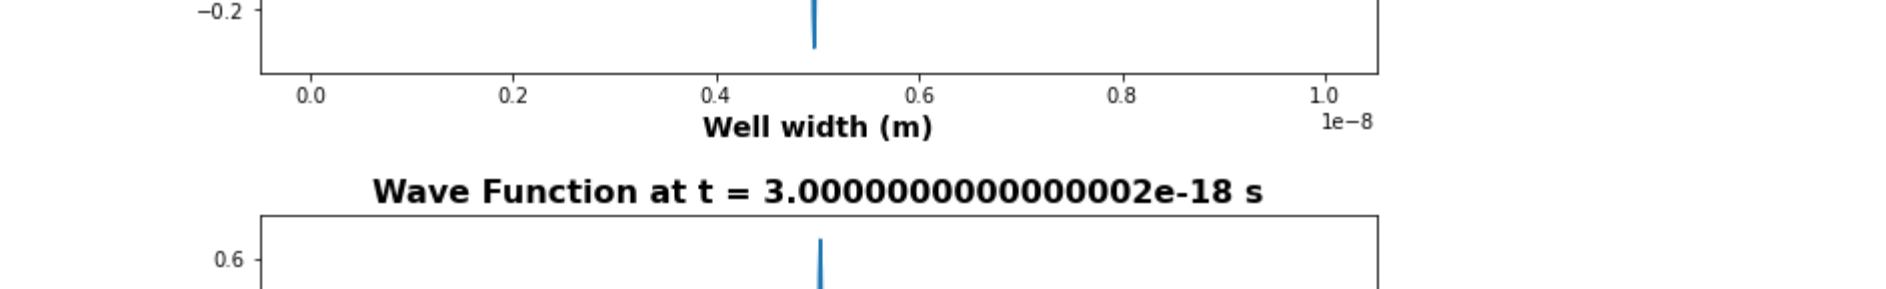 −0.2
0.0 0.2 0.4 0.6 0.8 1.0
Well width (m)
1e−8
Wave Function at t = 3.0000000000000002e-18 s
0.6